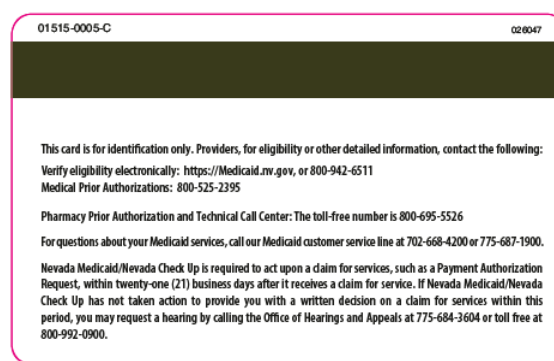 01515-0005-C 026047
This card is for identification only. Providers, for eligibility or other detailed information, contact the following:
Verify eligibility electronically: https://Medicaid.nv.gov, or 800-942-6511
Medical Prior Authorizations: 800-525-2395
Pharmacy Prior Authorization and Technical Call Center: The toll-free number is 800-695-5526
For questions about your Medicaid services, call our Medicaid customer service line at 702-668-4200 or 775-687-1900.
Nevada Medicaid/Nevada Check Up is required to act upon a claim for services, such as a Payment Authorization
Request, within twenty-one (21) business days after it receives a claim for service. If Nevada Medicaid/Nevada
Check Up has not taken action to provide you with a written decision on a claim for services within this
period, you may request a hearing by calling the Office of Hearings and Appeals at 775-684-3604 or toll free at
800-992-0900.